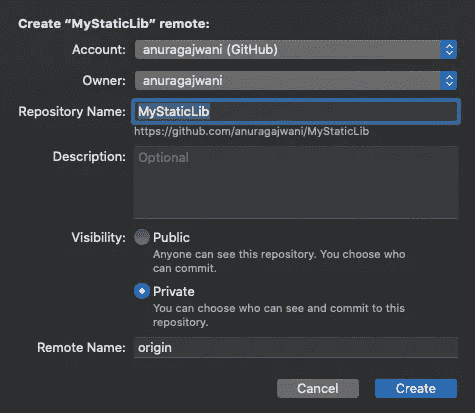 Create “MyStaticLib” remote:
Account: anuragajwani (GitHub)
Owner: anuragajwani
Repository Name: MyStaticLib
https://github.com/anuragajwani/MyStaticLib
Description: Optional
Visibility: Public
Anyone can see this repository. You choose who
can commit.
Private
You can choose who can see and commit to this
repository.
Remote Name: origin
Cancel Create